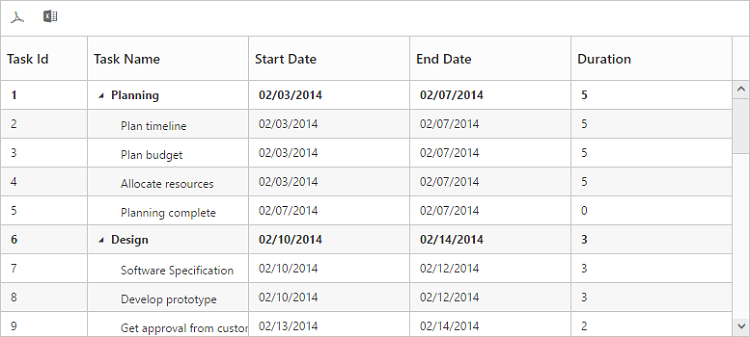 Task Id Task Name Start Date End Date Duration
1 Planning 02/03/2014 02/07/2014 5
2 Plan timeline 02/03/2014 02/07/2014 5
3 Plan budget 02/03/2014 02/07/2014 5
4 Allocate resources 02/03/2014 02/07/2014 5
5 Planning complete 02/07/2014 02/07/2014 0
6 Design 02/10/2014 02/14/2014 3
7 Software Specification 02/10/2014 02/12/2014 3
8 Develop prototype 02/10/2014 02/12/2014 3
9 Get approval from custor 02/13/2014 02/14/2014 2